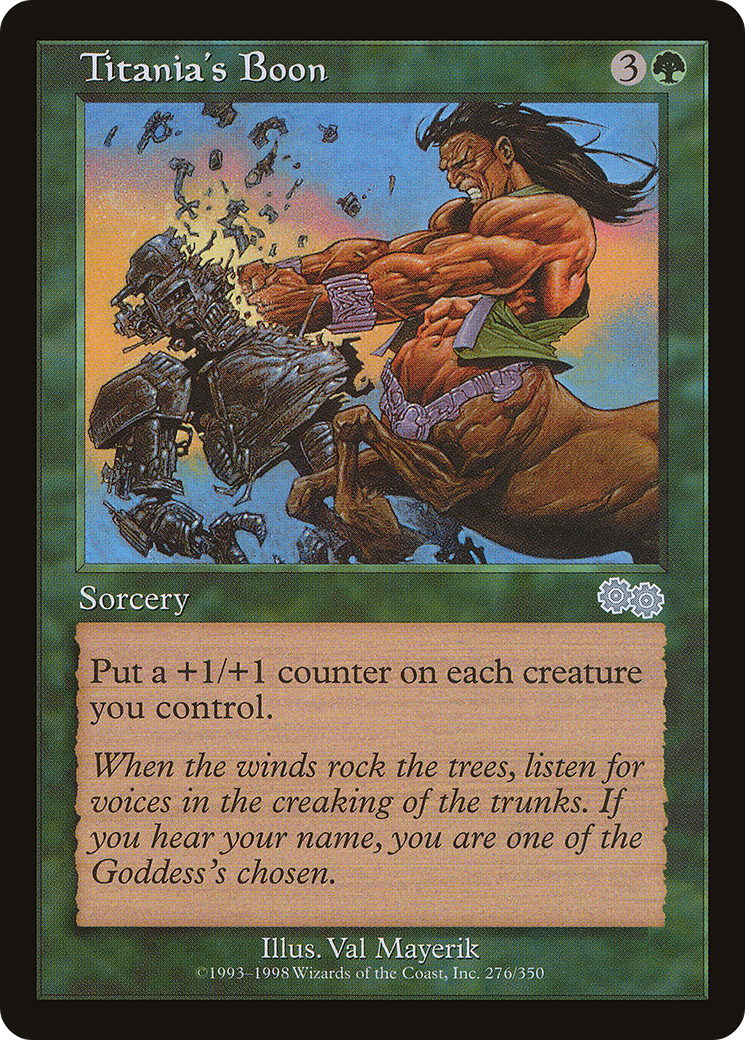 Titania's Boon
3
Sorcery
Put a +1/+1 counter on each creature
you control.
When the winds rock the trees, listen for
voices in the creaking of the trunks. If
you hear your name, you are one of the
Goddess's chosen.
Illus. Val Mayerik
©1993–1998 Wizards of the Coast, Inc. 276/350